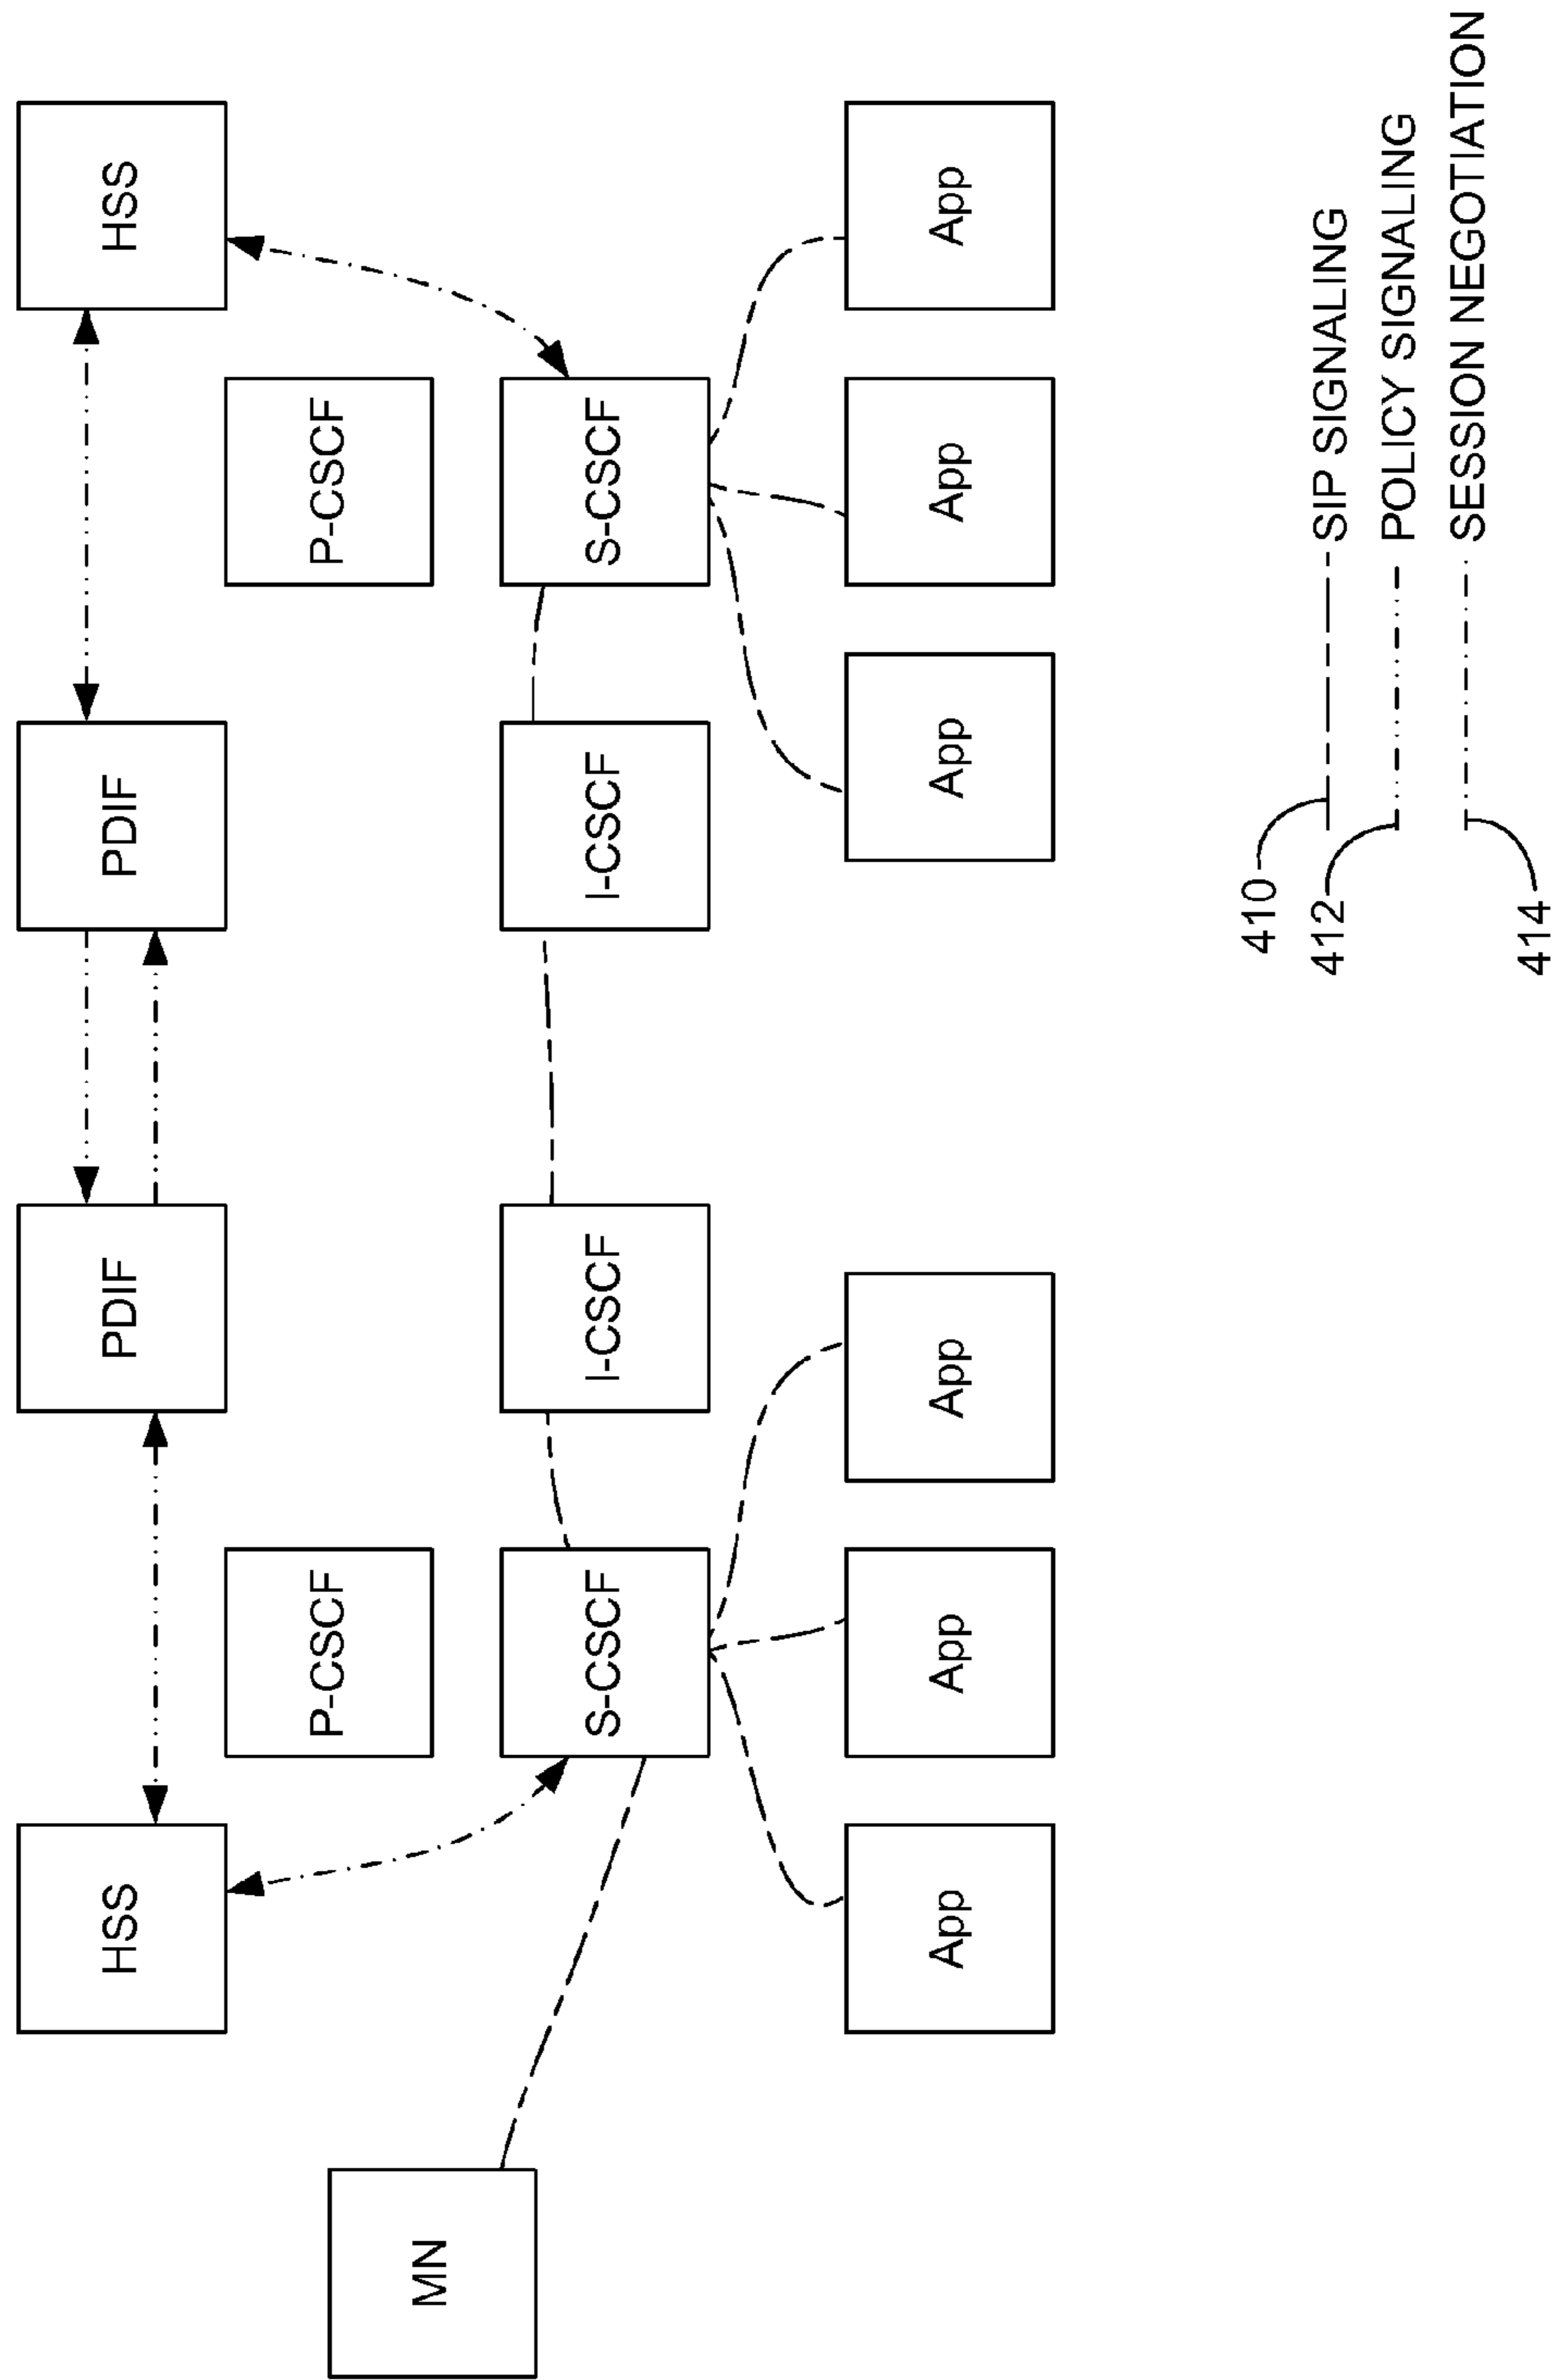 HSS
PDIF
PDIF
HSS
P-CSCF
P-CSCF
MN
S-CSCF
I-CSCF
I-CSCF
S-CSCF
App
App
App
App
App
App
410
SIP SIGNALING
412
POLICY SIGNALING
SESSION NEGOTIATION
414